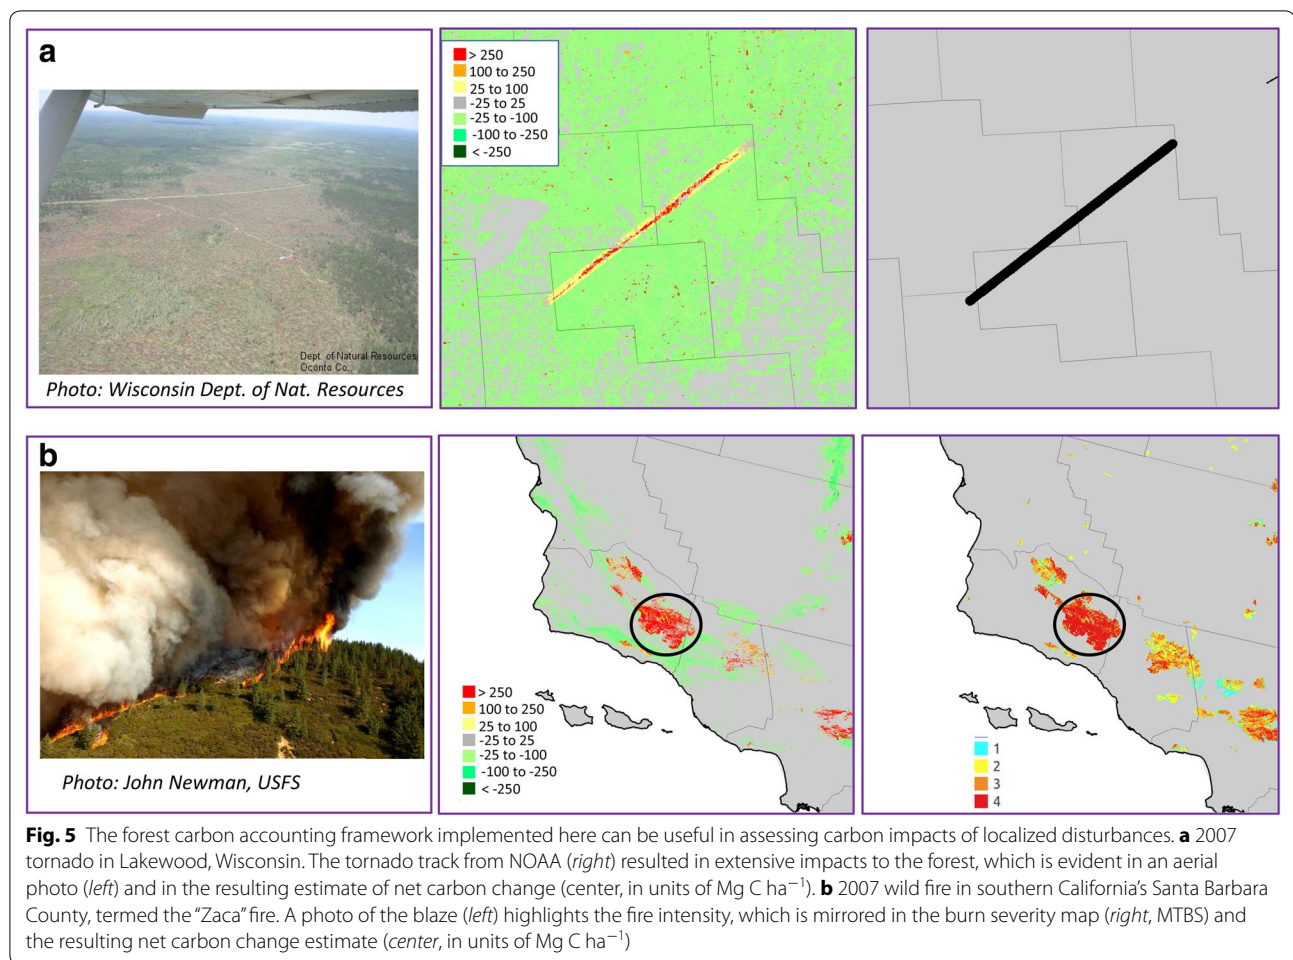 a
> 250
100 to 250
25 to 100
-25 to 25
-25 to -100
-100 to -250
< -250
Dept. of Natural Resources
Oconto Co.
Photo: Wisconsin Dept. of Nat. Resources
b
Photo: John Newman, USFS
> 250
100 to 250
25 to 100
-25 to 25
-25 to -100
-100 to -250
< -250
1
2
3
4
Fig. 5 The forest carbon accounting framework implemented here can be useful in assessing carbon impacts of localized disturbances. a 2007
tornado in Lakewood, Wisconsin. The tornado track from NOAA (right) resulted in extensive impacts to the forest, which is evident in an aerial
photo (left) and in the resulting estimate of net carbon change (center, in units of Mg C ha⁻¹). b 2007 wild fire in southern California’s Santa Barbara
County, termed the “Zaca” fire. A photo of the blaze (left) highlights the fire intensity, which is mirrored in the burn severity map (right, MTBS) and
the resulting net carbon change estimate (center, in units of Mg C ha⁻¹)